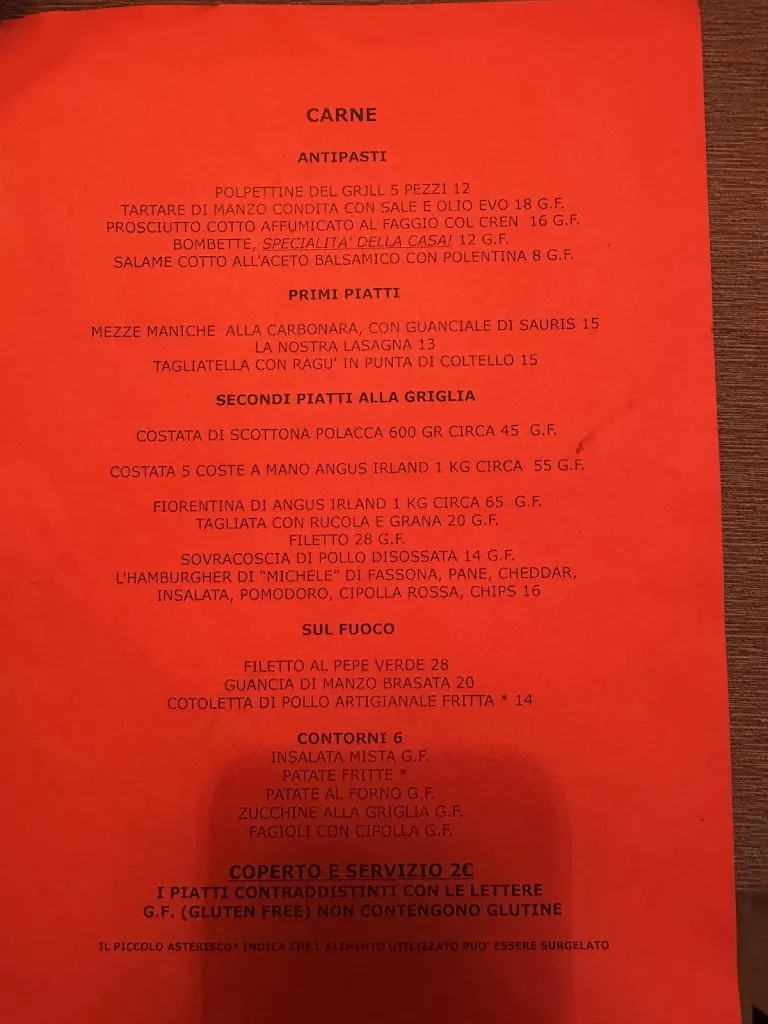 CARNE
ANTIPASTI
POLPETTINE DEL GRJLL 5 PEZZI 12
TARTARE DI MANZO CONDITA CON SALE E OLIO EVO 18 G.F.
PROSCIUTTO COTTO AFFUMICATO AL FAGGIO COL CREN 16 G.F.
BOMBETTE, SPECIALITA' DELLA CASA! 12 G.F.
SALAME COTTO ALL'ACETO BALSAMICO CON POLENTINA 8 G.F.
PRIMI PIATTI
MEZZE MANICHE ALLA CARBONARA, CON GUANCIALE DI SAURIS 15
LA NOSTRA LASAGNA 13
TAGLIATELLA CON RAGU' IN PUNTA DI COLTELLO 15
SECONDI PIATTI ALLA GRIGLIA
COSTATA DI SCOTTONA POLACCA 600 GR CIRCA 45 G.F.
COSTATA 5 COSTE A MANO ANGUS IRLAND 1 KG CIRCA 55 G.F.
FIORENTINA DI ANGUS IRLAND 1 KG CIRCA 65 G.F.
TAGLIATA CON RUCOLA E GRANA 20 G.F.
FILETTO 28 G.F.
SOVRACOSCIA DI POLLO DISOSSATA 14 G.F.
L'HAMBURGHER DI "MICHELE" DI FASSONA, PANE, CHEDDAR,
INSALATA, POMODORO, CIPOLLA ROSSA, CHIPS 16
SUL FUOCO
FILETTO AL PEPE VERDE 28
GUANCIA DI MANZO BRASATA 20
COTOLETTA DI POLLO ARTIGIANALE FRITTA * 14
CONTORNI 6
INSALATA MISTA G.F.
PATATE FRITTE *
PATATE AL FORNO G.F.
ZUCCHINE ALLA GRIGLIA G.F.
FAGIOLI CON CIPOLLA G.F.
COPERTO E SERVIZIO 2€
I PIATTI CONTRADDISTINTI CON LE LETTERE
G.F. (GLUTEN FREE) NON CONTENGONO GLUTINE
IL PICCOLO ASTERISCO* INDICA CHE L'ALIMENTO UTILIZZATO PUO' ESSERE SURGELATO